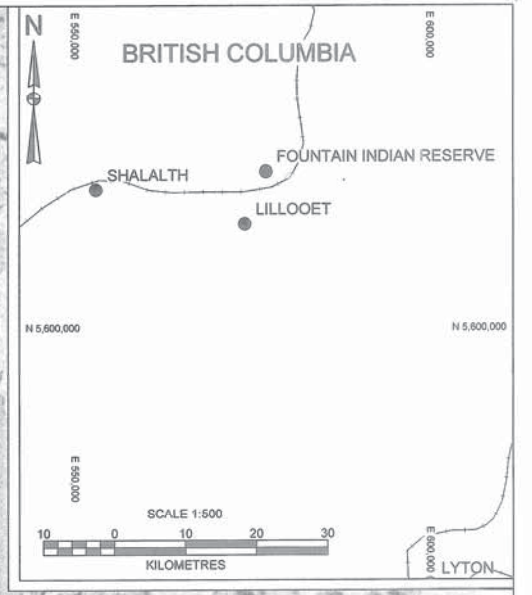 N
E 550,000
E 600,000
BRITISH COLUMBIA
FOUNTAIN INDIAN RESERVE
SHALALTH
LILLOOET
N 5,600,000
N 5,600,000
E 550,000
SCALE 1:500
10 0 10 20 30
KILOMETRES
E 600,000
LYTON